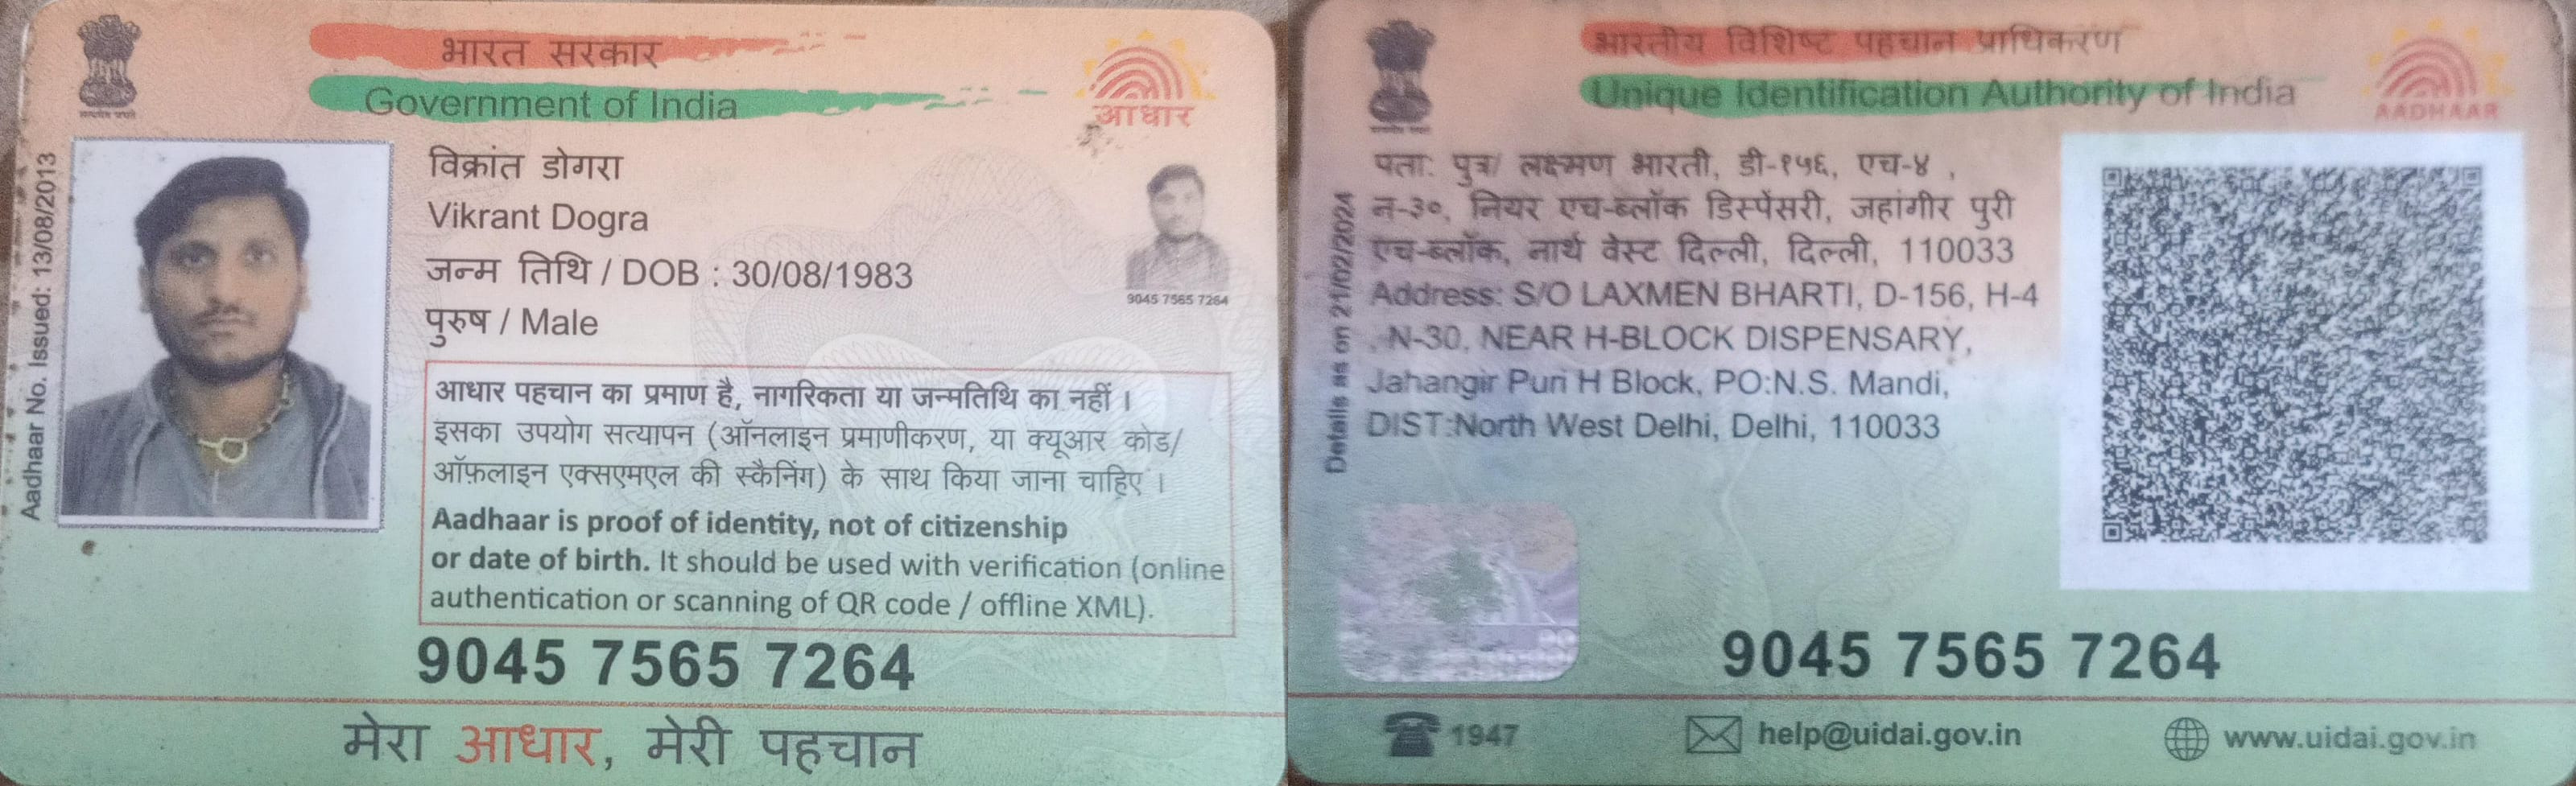 भारत सरकार
Government of India
आधार
Aadhaar No. Issued: 13/08/2013
विक्रांत डोगरा
Vikrant Dogra
जन्म तिथि / DOB : 30/08/1983
पुरुष / Male
9045 7565 7264
आधार पहचान का प्रमाण है, नागरिकता या जन्मतिथि का नहीं ।
इसका उपयोग सत्यापन (ऑनलाइन प्रमाणीकरण, या क्यूआर कोड/
ऑफ़लाइन एक्सएमएल की स्कैनिंग) के साथ किया जाना चाहिए ।
Aadhaar is proof of identity, not of citizenship
or date of birth. It should be used with verification (online
authentication or scanning of QR code / offline XML).
9045 7565 7264
मेरा आधार, मेरी पहचान
भारतीय विशिष्ट पहचान प्राधिकरण
Unique Identification Authority of India
AADHAAR
Details as on 21/02/2024
पता: पुत्र/ लक्ष्मण भारती, डी-१५६, एच-४ ,
न-३०, नियर एच-ब्लॉक डिस्पेंसरी, जहांगीर पुरी
एच-ब्लॉक, नार्थ वेस्ट दिल्ली, दिल्ली, 110033
Address: S/O LAXMEN BHARTI, D-156, H-4
, N-30, NEAR H-BLOCK DISPENSARY,
Jahangir Puri H Block, PO:N.S. Mandi,
DIST:North West Delhi, Delhi, 110033
9045 7565 7264
1947
help@uidai.gov.in
www.uidai.gov.in